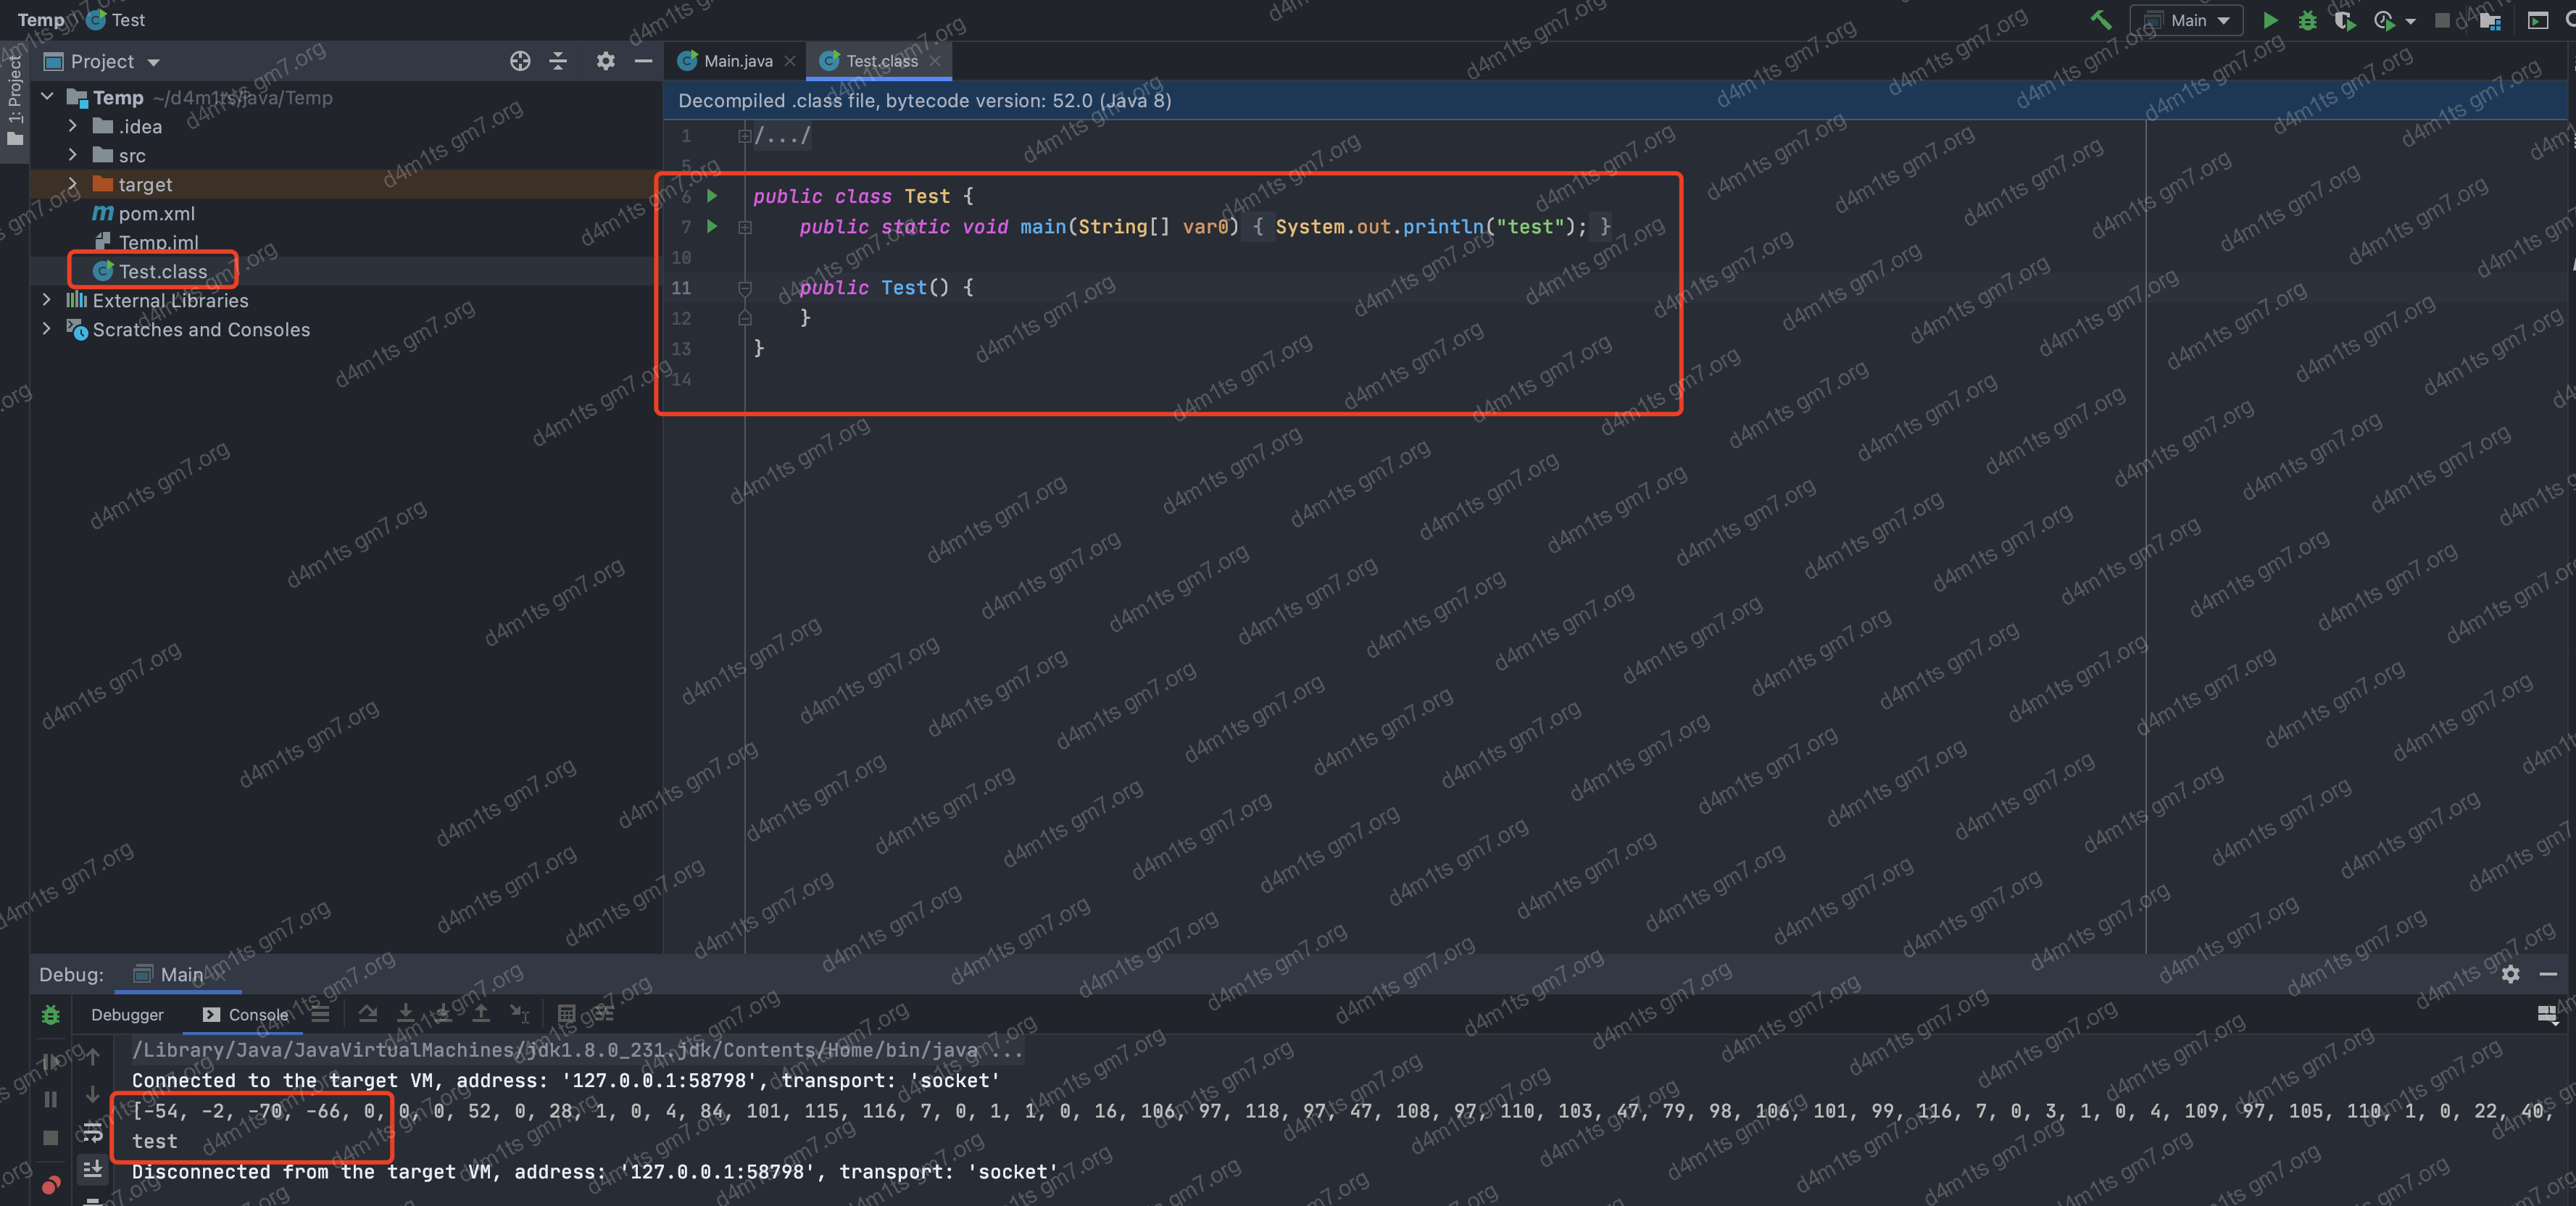 Temp Test
Main
1: Project
Project
Main.java
Test.class
Temp ~/d4m1ts/java/Temp
.idea
src
target
pom.xml
Temp.iml
Test.class
External Libraries
Scratches and Consoles
Decompiled .class file, bytecode version: 52.0 (Java 8)
1 /.../
5
6 public class Test {
7 public static void main(String[] var0) { System.out.println("test"); }
10
11 public Test() {
12 }
13 }
14
Debug: Main
Debugger Console
/Library/Java/JavaVirtualMachines/jdk1.8.0_231.jdk/Contents/Home/bin/java ...
Connected to the target VM, address: '127.0.0.1:58798', transport: 'socket'
[-54, -2, -70, -66, 0, 0, 0, 52, 0, 28, 1, 0, 4, 84, 101, 115, 116, 7, 0, 1, 1, 0, 16, 106, 97, 118, 97, 47, 108, 97, 110, 103, 47, 79, 98, 106, 101, 99, 116, 7, 0, 3, 1, 0, 4, 109, 97, 105, 110, 1, 0, 22, 40,
test
Disconnected from the target VM, address: '127.0.0.1:58798', transport: 'socket'
d4m1ts gm7.org